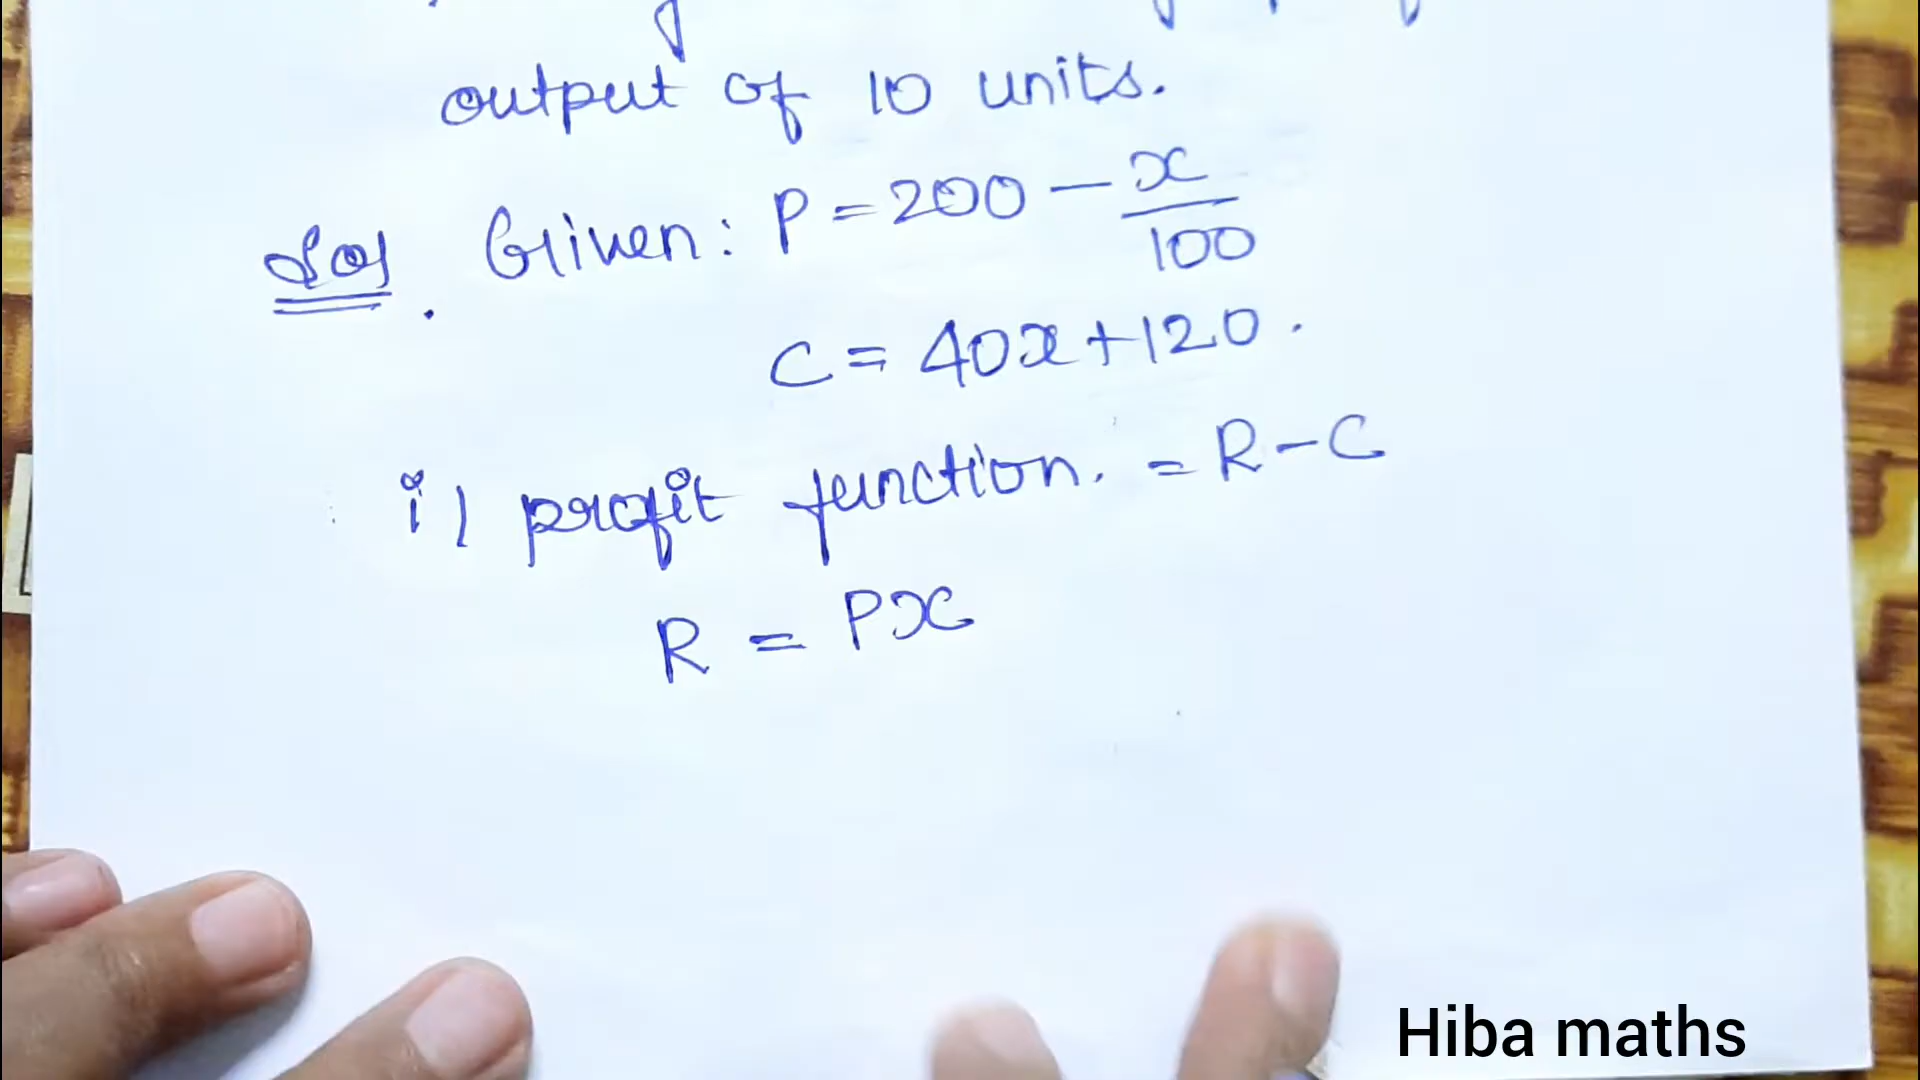 output of 10 units.
Sol. Given: P = 200 - x/100
C = 40x + 120.
i) profit function. = R - C
R = Px
Hiba maths